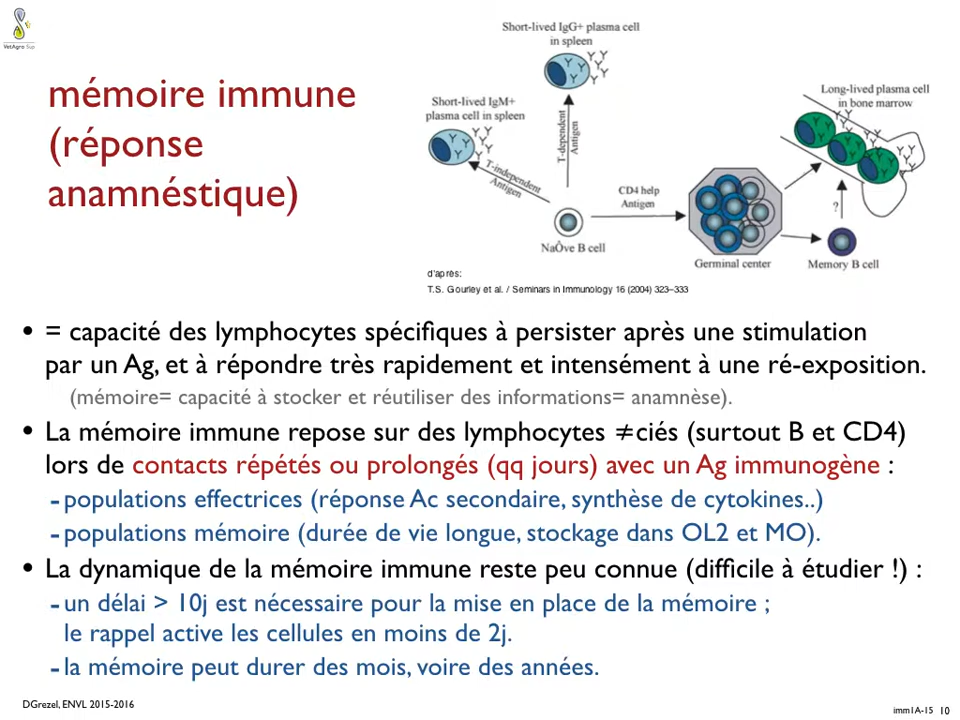 VetAgro Sup
mémoire immune
(réponse
anamnéstique)
Short-lived IgG+ plasma cell
in spleen
Short-lived IgM+
plasma cell in spleen
T-independent
Antigen
T-dependent
Antigen
CD4 help
Antigen
NaÒve B cell
Germinal center
Long-lived plasma cell
in bone marrow
?
Memory B cell
d'après:
T.S. Gourley et al. / Seminars in Immunology 16 (2004) 323–333
• = capacité des lymphocytes spécifiques à persister après une stimulation
par un Ag, et à répondre très rapidement et intensément à une ré-exposition.
(mémoire= capacité à stocker et réutiliser des informations= anamnèse).
• La mémoire immune repose sur des lymphocytes ≠ciés (surtout B et CD4)
lors de contacts répétés ou prolongés (qq jours) avec un Ag immunogène :
- populations effectrices (réponse Ac secondaire, synthèse de cytokines..)
- populations mémoire (durée de vie longue, stockage dans OL2 et MO).
• La dynamique de la mémoire immune reste peu connue (difficile à étudier !) :
- un délai > 10j est nécessaire pour la mise en place de la mémoire ;
le rappel active les cellules en moins de 2j.
- la mémoire peut durer des mois, voire des années.
DGrezel, ENVL 2015-2016
imm1A-15 10